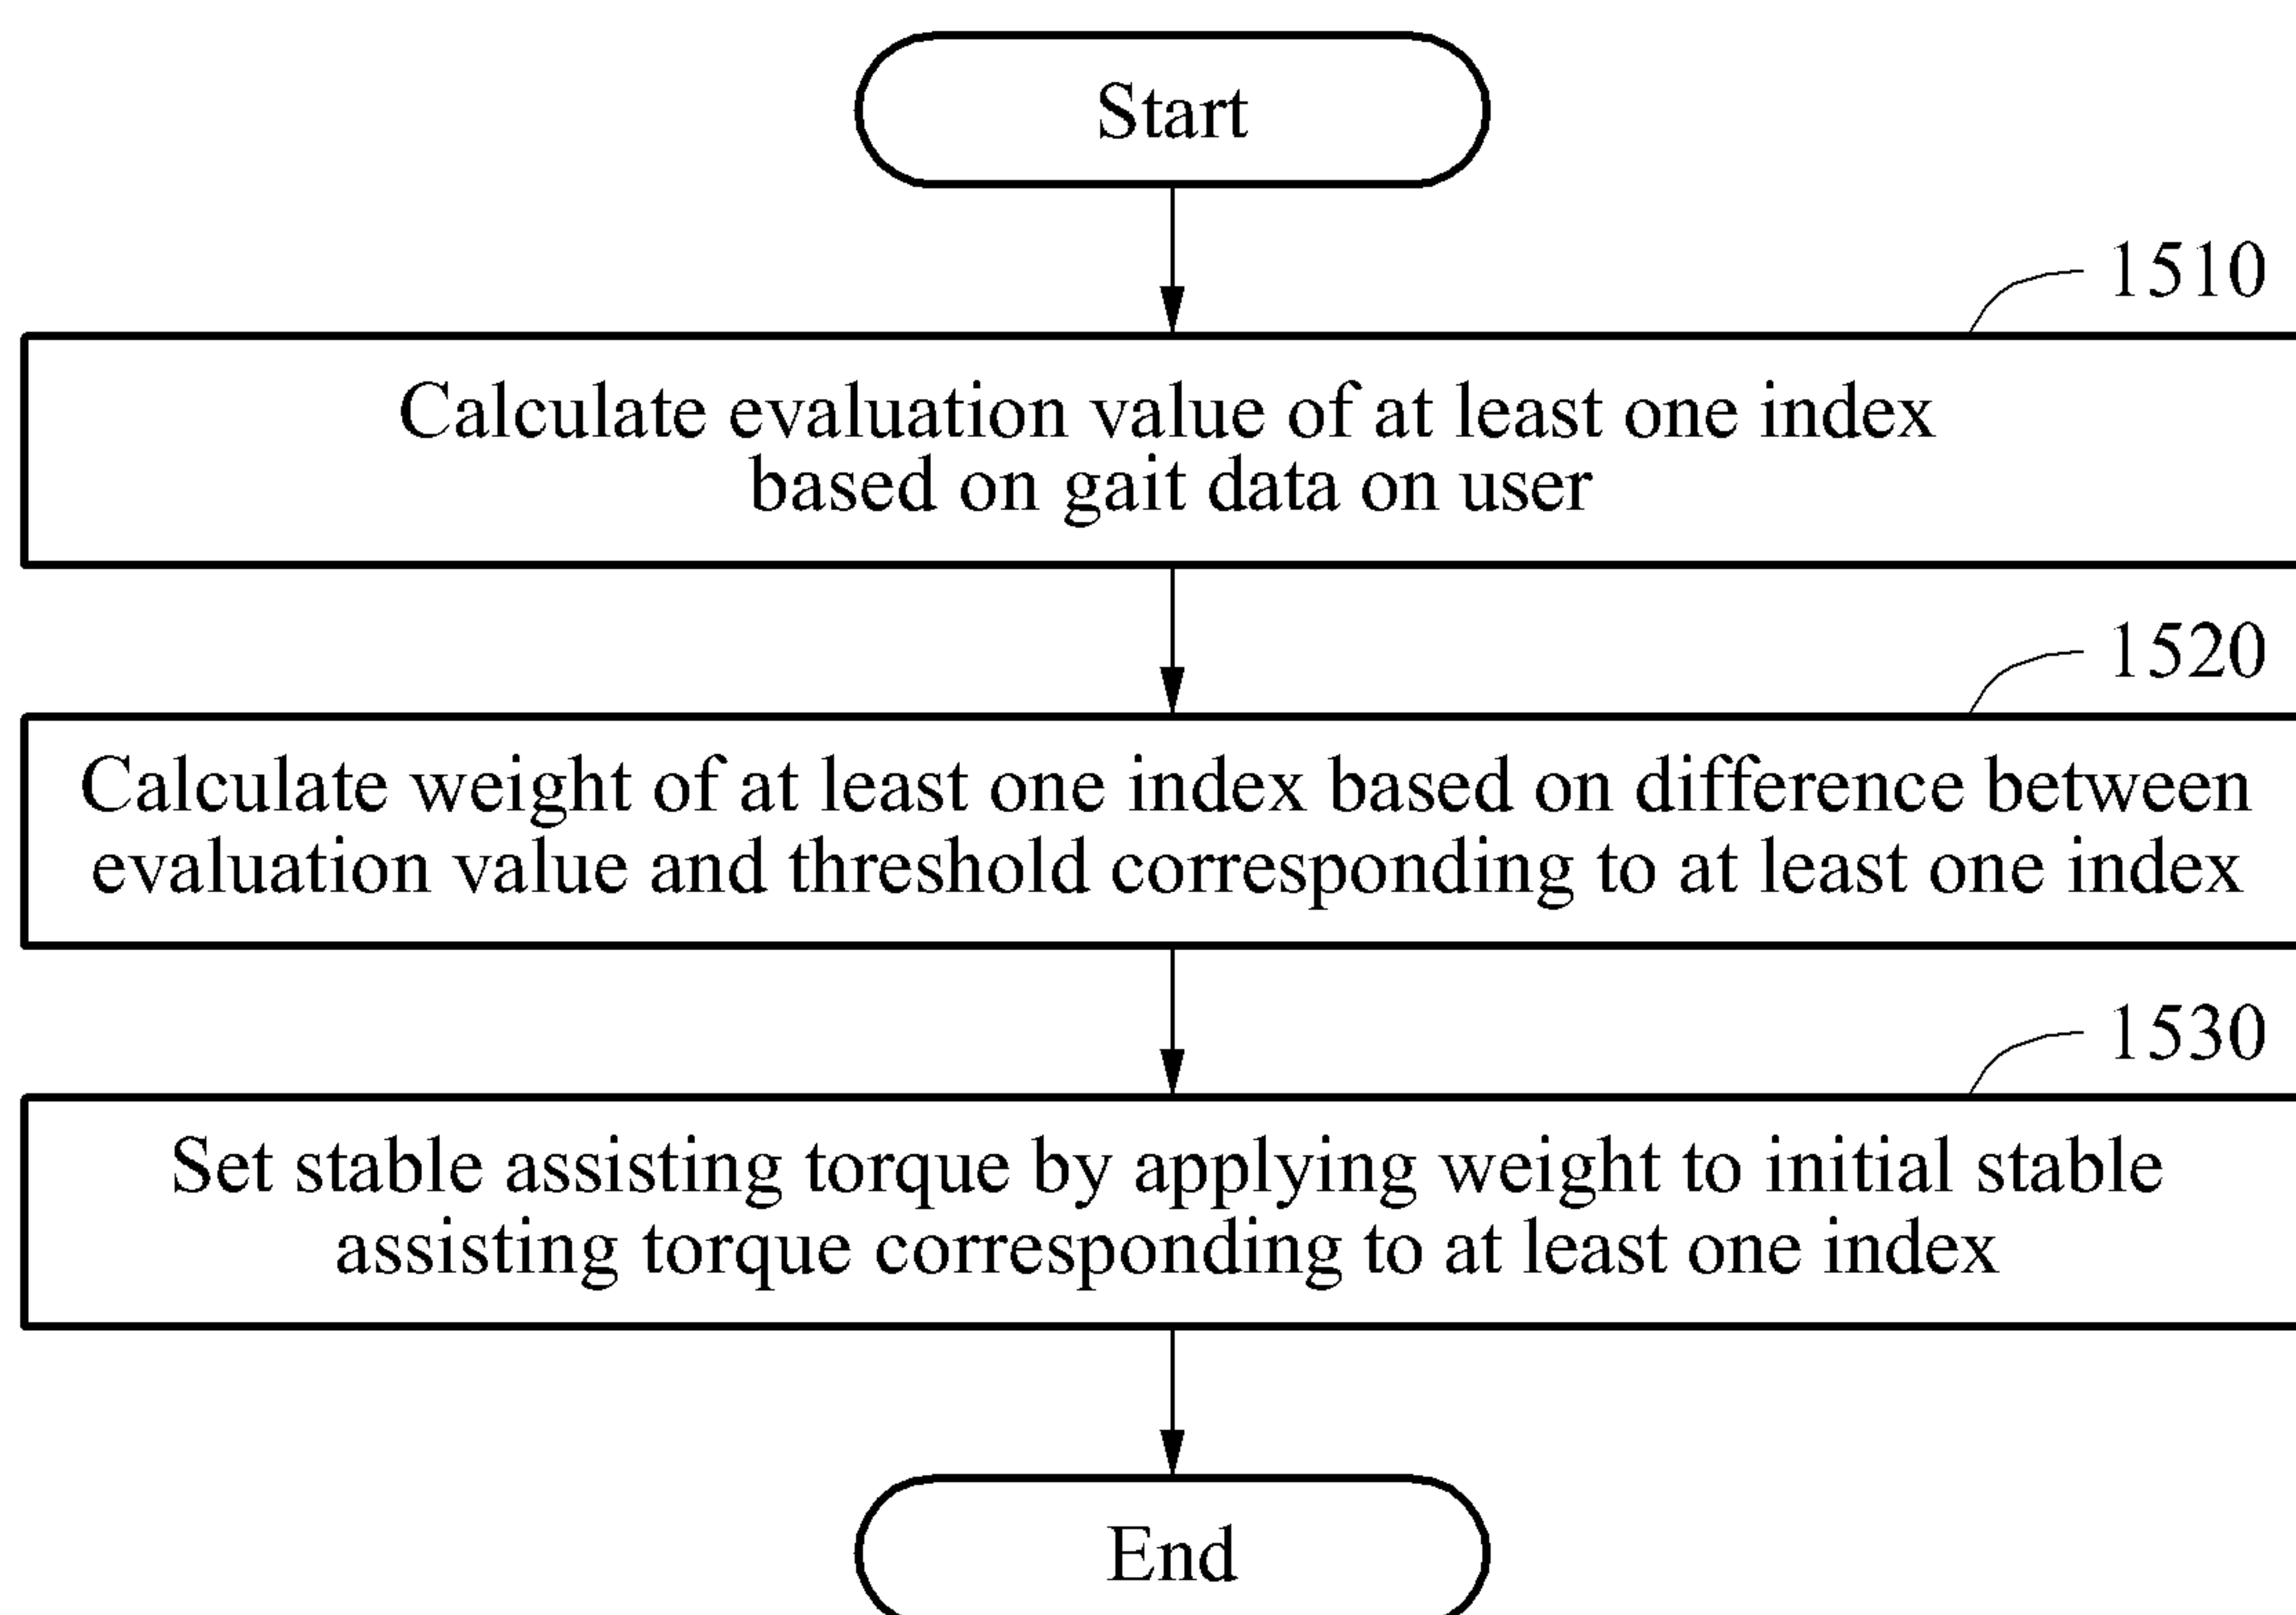 Start
1510
Calculate evaluation value of at least one index
based on gait data on user
1520
Calculate weight of at least one index based on difference between
evaluation value and threshold corresponding to at least one index
1530
Set stable assisting torque by applying weight to initial stable
assisting torque corresponding to at least one index
End